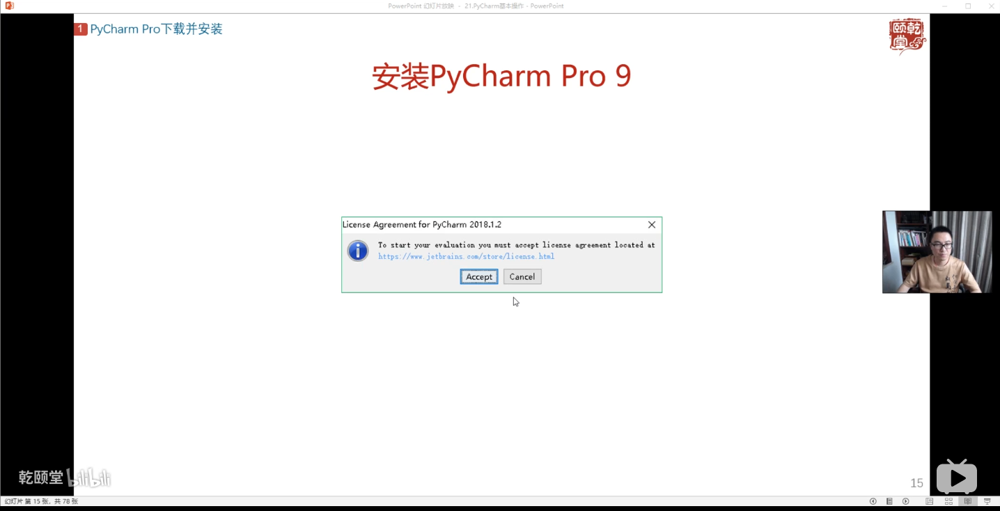 PowerPoint 幻灯片放映 - 21.PyCharm基本操作 - PowerPoint
1 PyCharm Pro下载并安装
乾颐堂
安装PyCharm Pro 9
License Agreement for PyCharm 2018.1.2
To start your evaluation you must accept license agreement located at
https://www.jetbrains.com/store/license.html
Accept Cancel
乾颐堂 bilibili
15
幻灯片 第 15 张，共 78 张